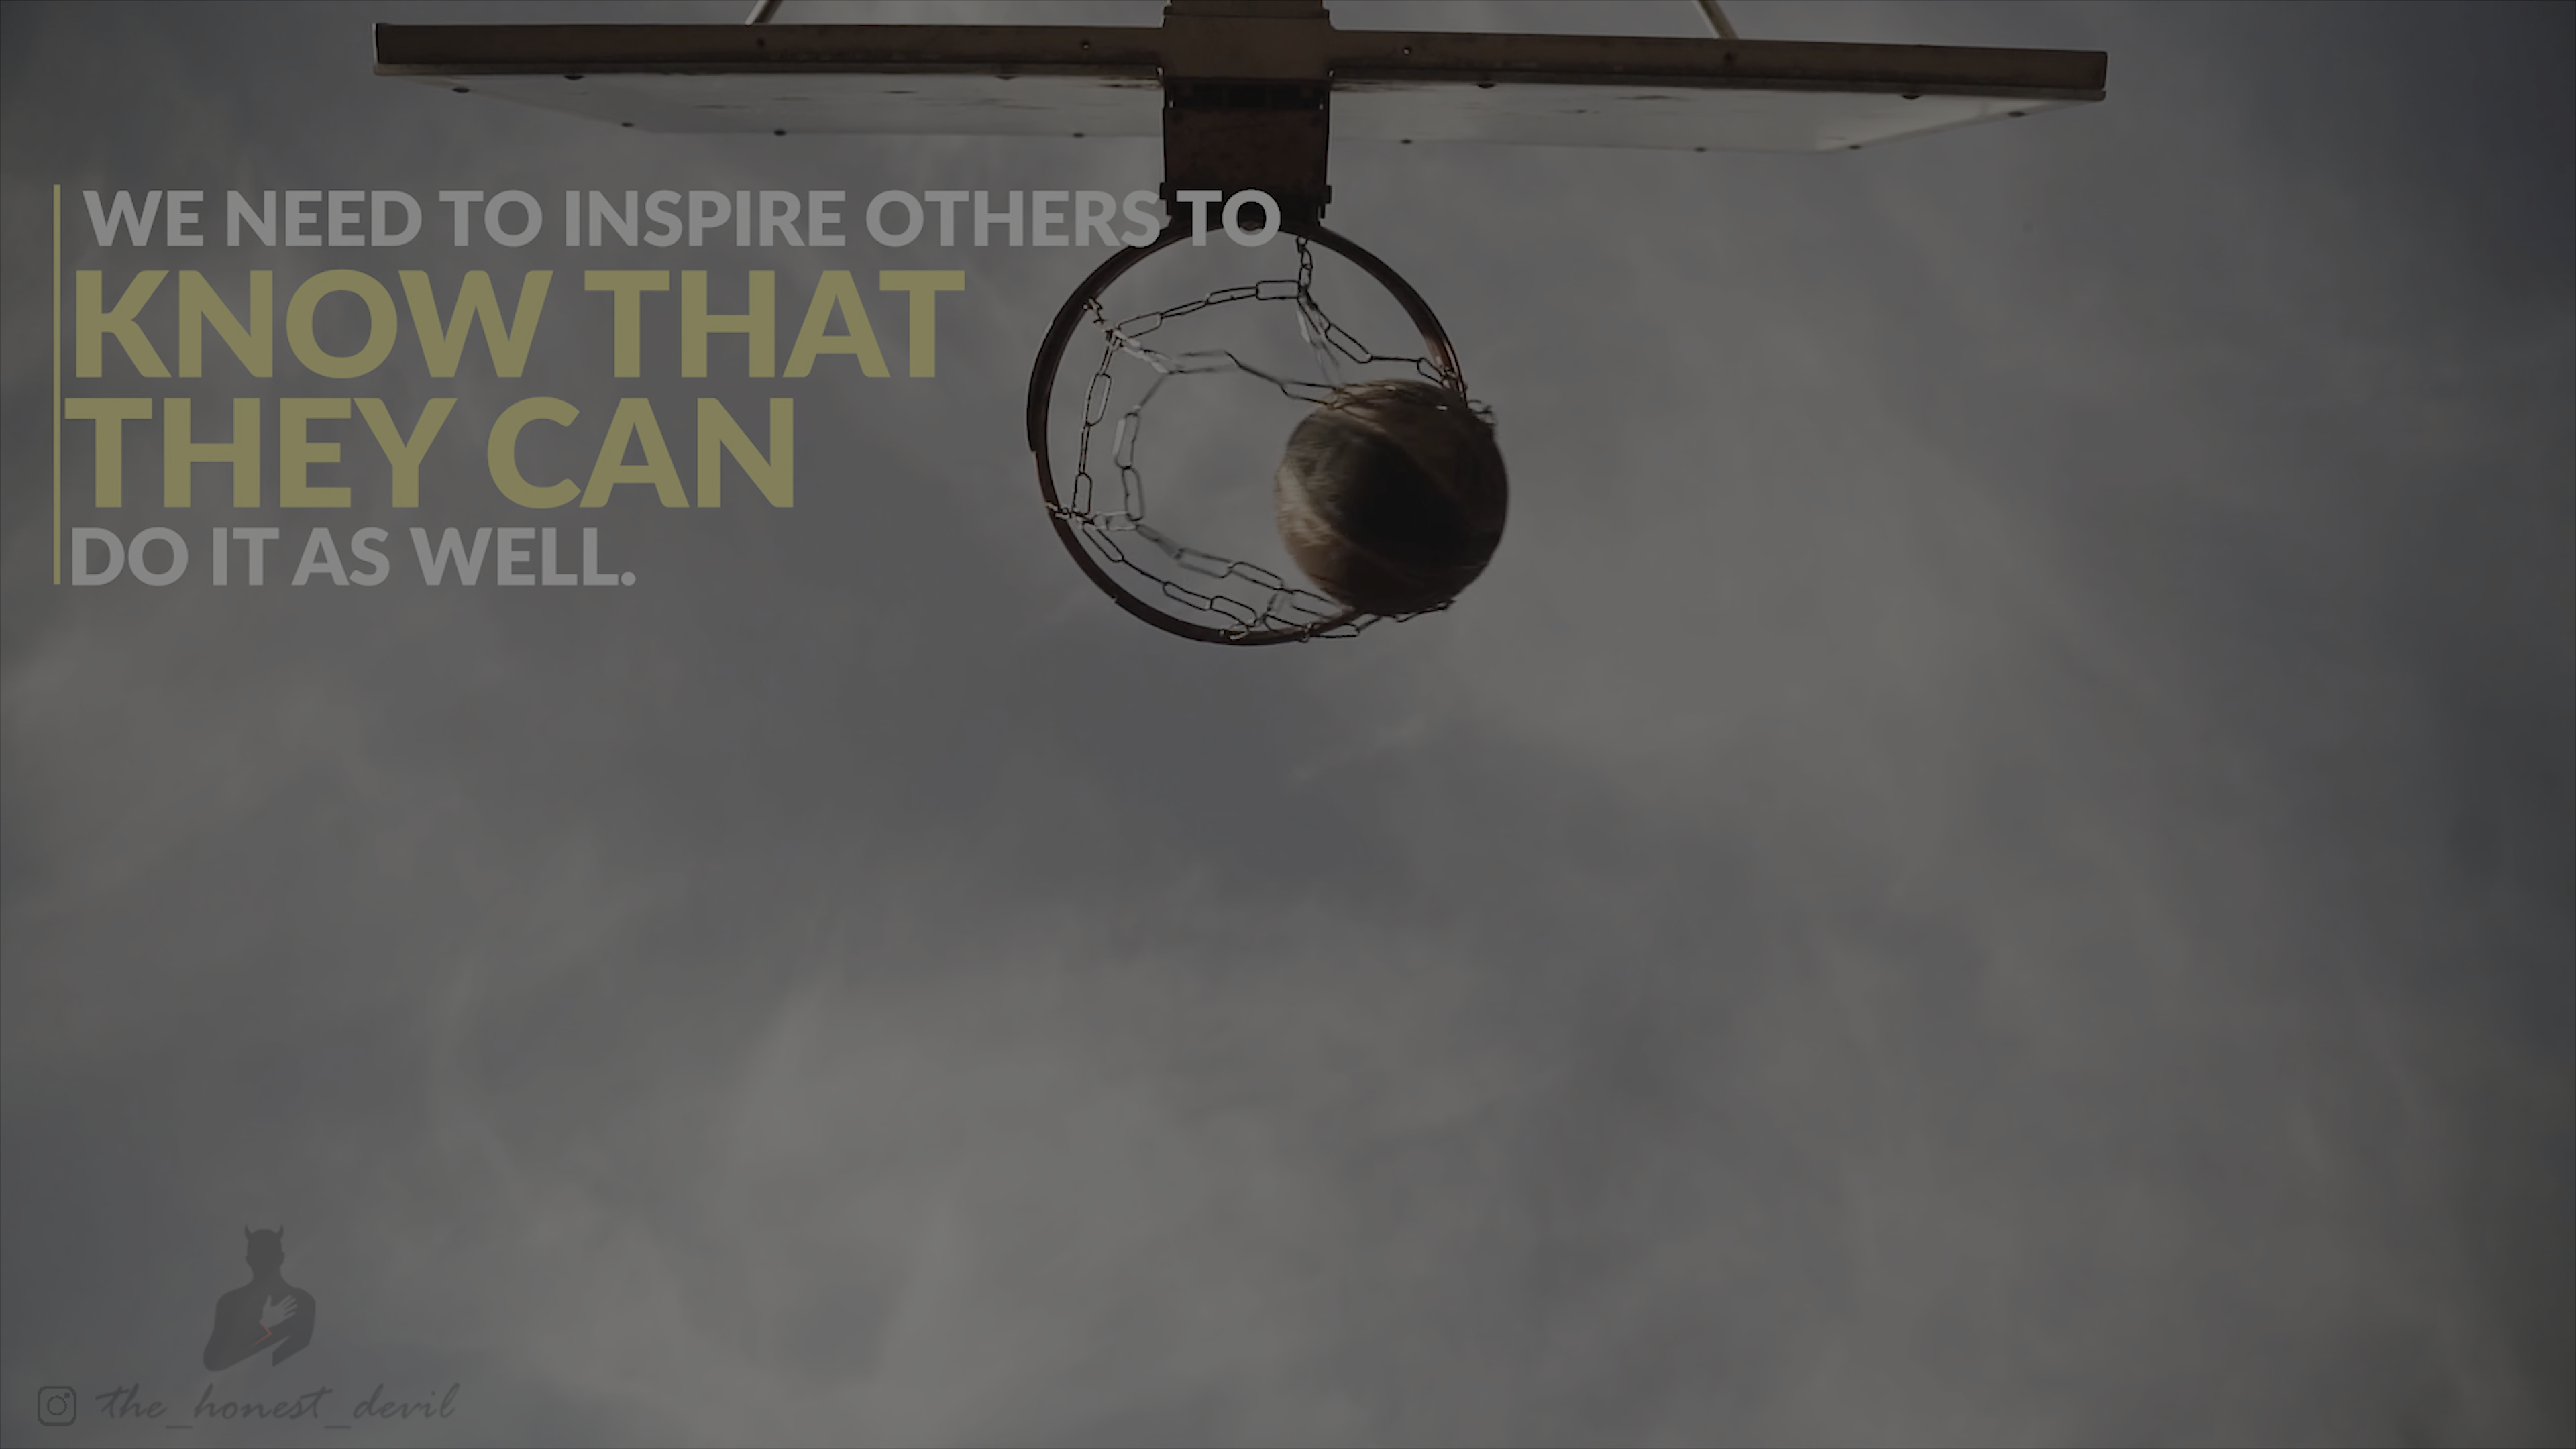 WE NEED TO INSPIRE OTHERS TO
KNOW THAT
THEY CAN
DO IT AS WELL.
the_honest_devil